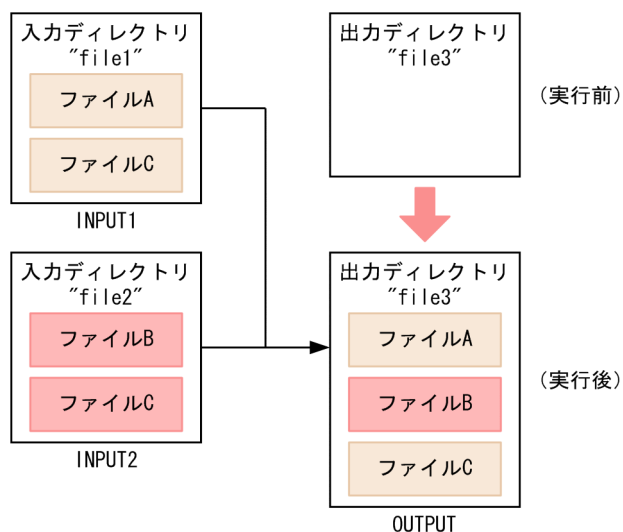 入力ディレクトリ
"file1"
ファイルA
ファイルC
INPUT1
出力ディレクトリ
"file3"
(実行前)
入力ディレクトリ
"file2"
ファイルB
ファイルC
INPUT2
出力ディレクトリ
"file3"
ファイルA
ファイルB
ファイルC
(実行後)
OUTPUT